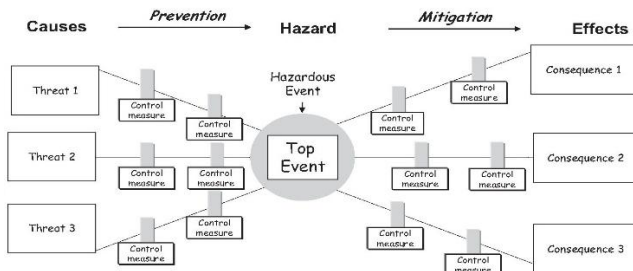 Causes
Prevention
Hazard
Mitigation
Effects
Threat 1
Control
measure
Control
measure
Hazardous
Event
Control
measure
Control
measure
Consequence 1
Threat 2
Control
measure
Control
measure
Top
Event
Control
measure
Control
measure
Consequence 2
Threat 3
Control
measure
Control
measure
Control
measure
Control
measure
Consequence 3